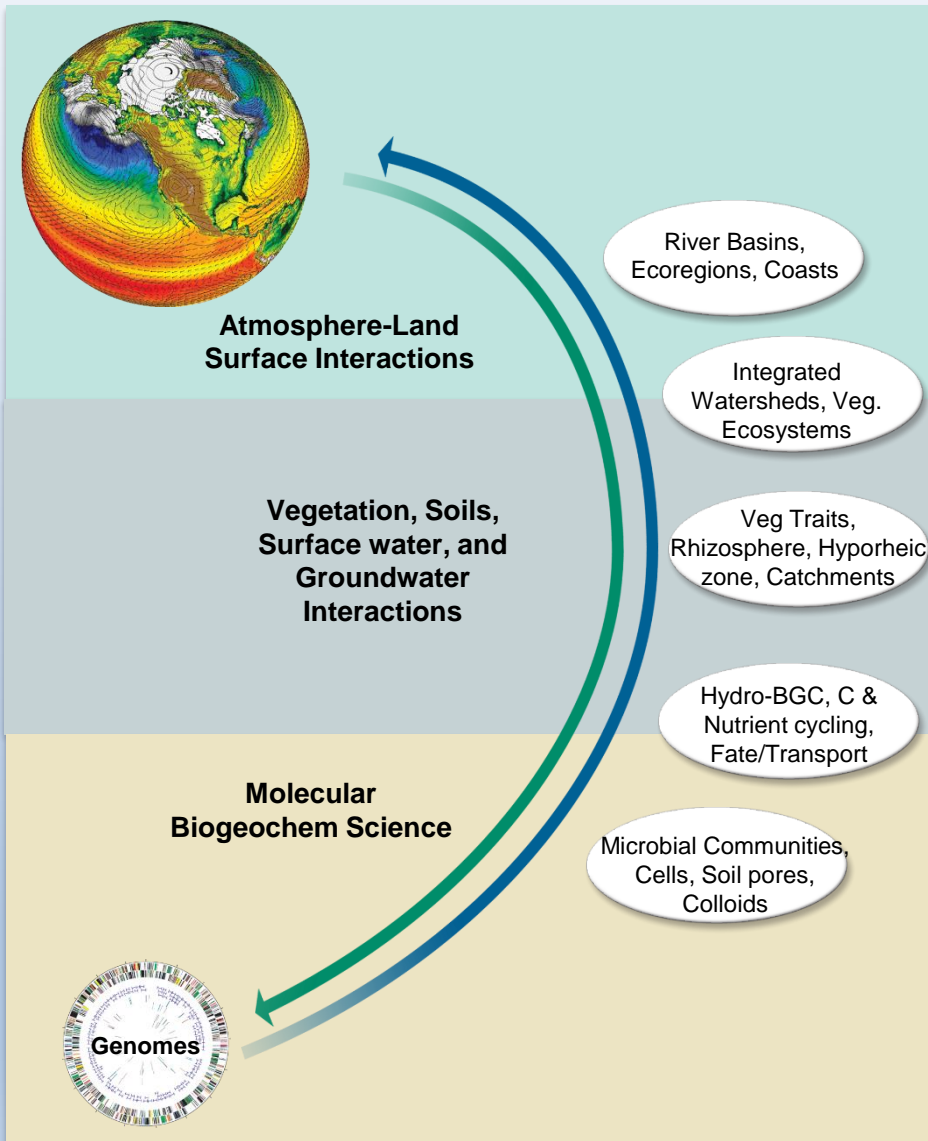 River Basins,
Ecoregions, Coasts
Atmosphere-Land
Surface Interactions
Integrated
Watersheds, Veg.
Ecosystems
Vegetation, Soils,
Surface water, and
Groundwater
Interactions
Veg Traits,
Rhizosphere, Hyporheic
zone, Catchments
Hydro-BGC, C &
Nutrient cycling,
Fate/Transport
Molecular
Biogeochem Science
Microbial Communities,
Cells, Soil pores,
Colloids
Genomes